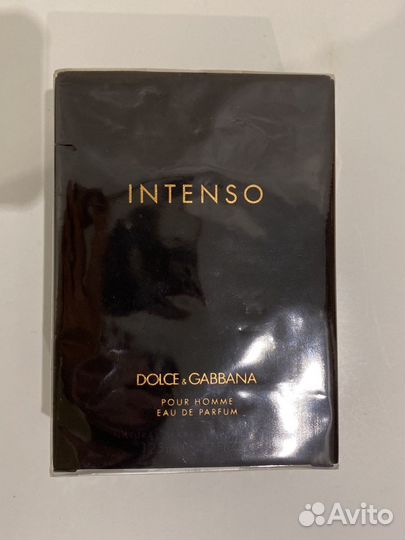 INTENSO
DOLCE & GABBANA
POUR HOMME
EAU DE PARFUM
Avito